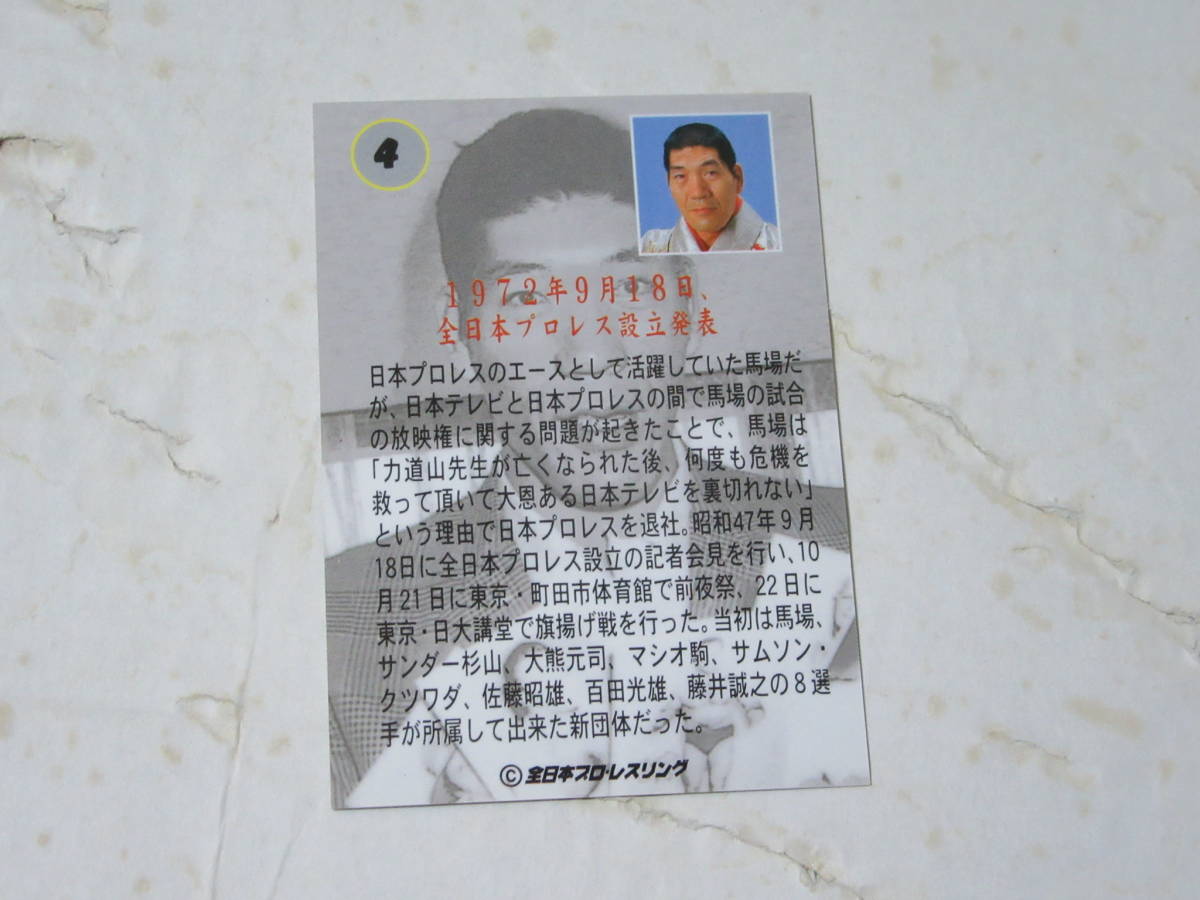 4
1972年9月18日、
全日本プロレス設立発表
日本プロレスのエースとして活躍していた馬場だ
が、日本テレビと日本プロレスの間で馬場の試合
の放映権に関する問題が起きたことで、馬場は
「力道山先生が亡くなられた後、何度も危機を
救って頂いて大恩ある日本テレビを裏切れない」
という理由で日本プロレスを退社。昭和47年9月
18日に全日本プロレス設立の記者会見を行い、10
月21日に東京・町田市体育館で前夜祭、22日に
東京・日大講堂で旗揚げ戦を行った。当初は馬場、
サンダー杉山、大熊元司、マシオ駒、サムソン・
クツワダ、佐藤昭雄、百田光雄、藤井誠之の8選
手が所属して出来た新団体だった。
©全日本プロ・レスリング